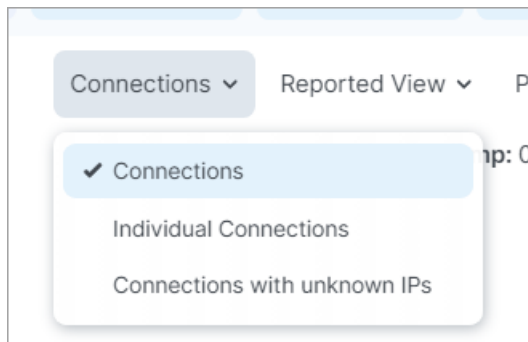 Connections Reported View P
Connections
Individual Connections
Connections with unknown IPs